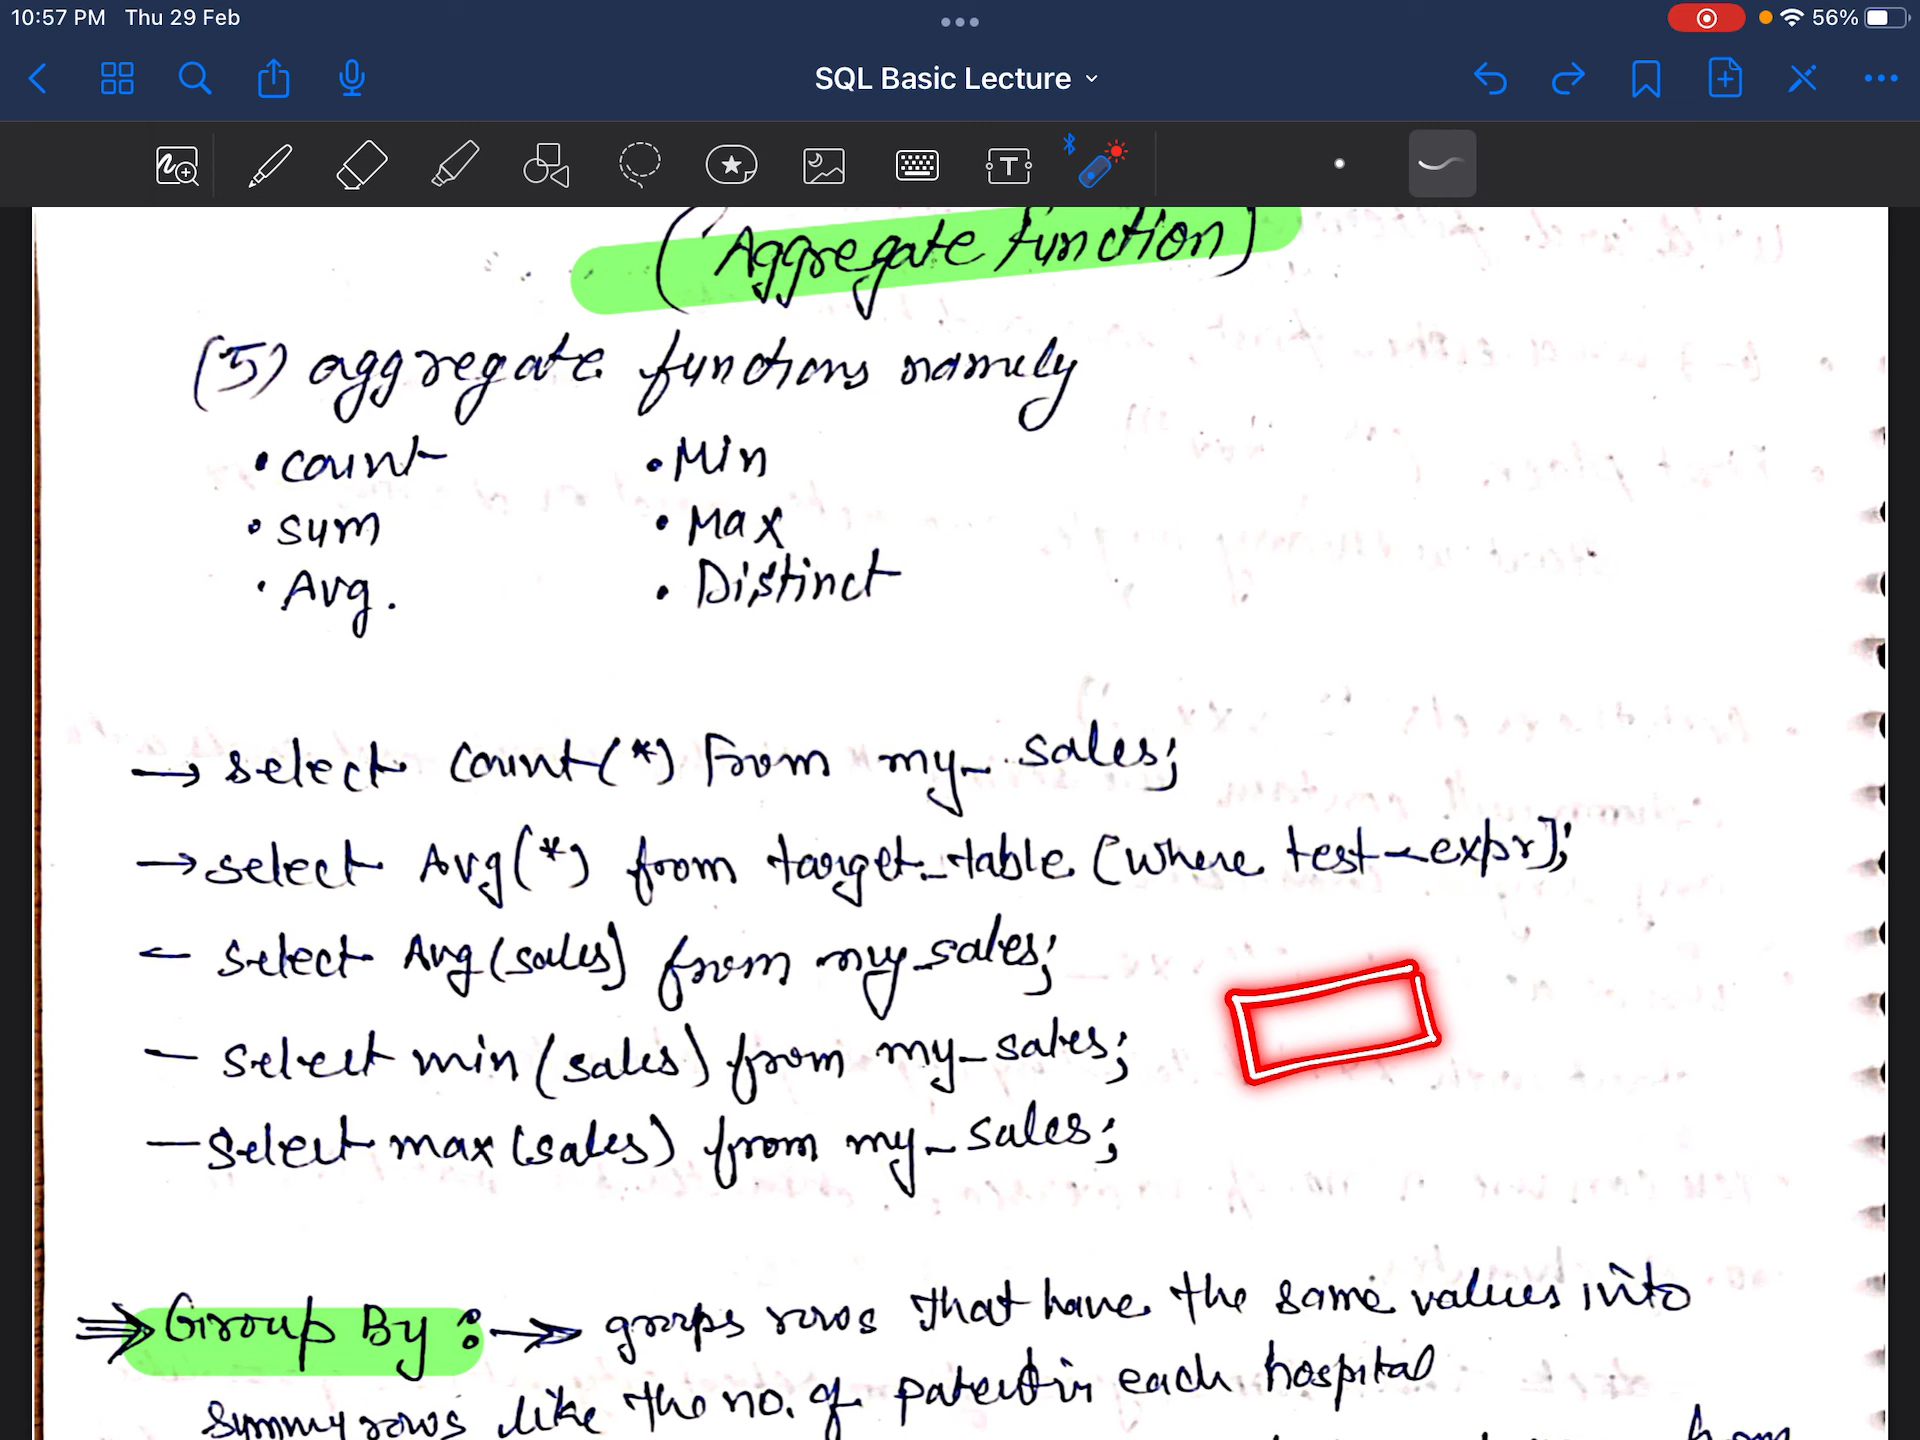 10:57 PM Thu 29 Feb
56%
SQL Basic Lecture
T
(Aggregate function)
(5) aggregate functions namely
• count • Min
• sum • Max
• Avg. • Distinct
→ select count(*) From my_sales;
→ select Avg(*) from target_table [where test-expr];
– select Avg(sales) from my_sales;
– select min (sales) from my_sales;
– select max (sales) from my_sales;
⇒ Group By :→ groups rows that have the same values into
rows like the no. of in each hospital
from